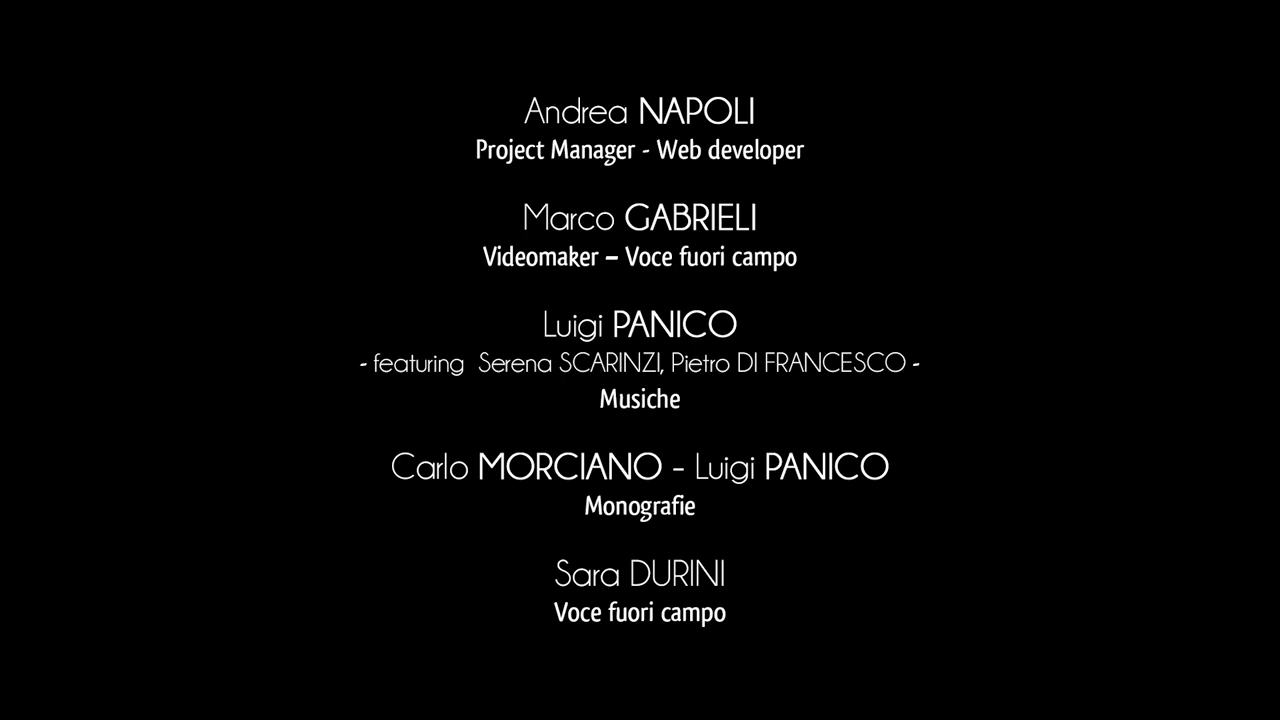 Andrea NAPOLI
Project Manager - Web developer
Marco GABRIELI
Videomaker – Voce fuori campo
Luigi PANICO
- featuring Serena SCARINZI, Pietro DI FRANCESCO -
Musiche
Carlo MORCIANO - Luigi PANICO
Monografie
Sara DURINI
Voce fuori campo